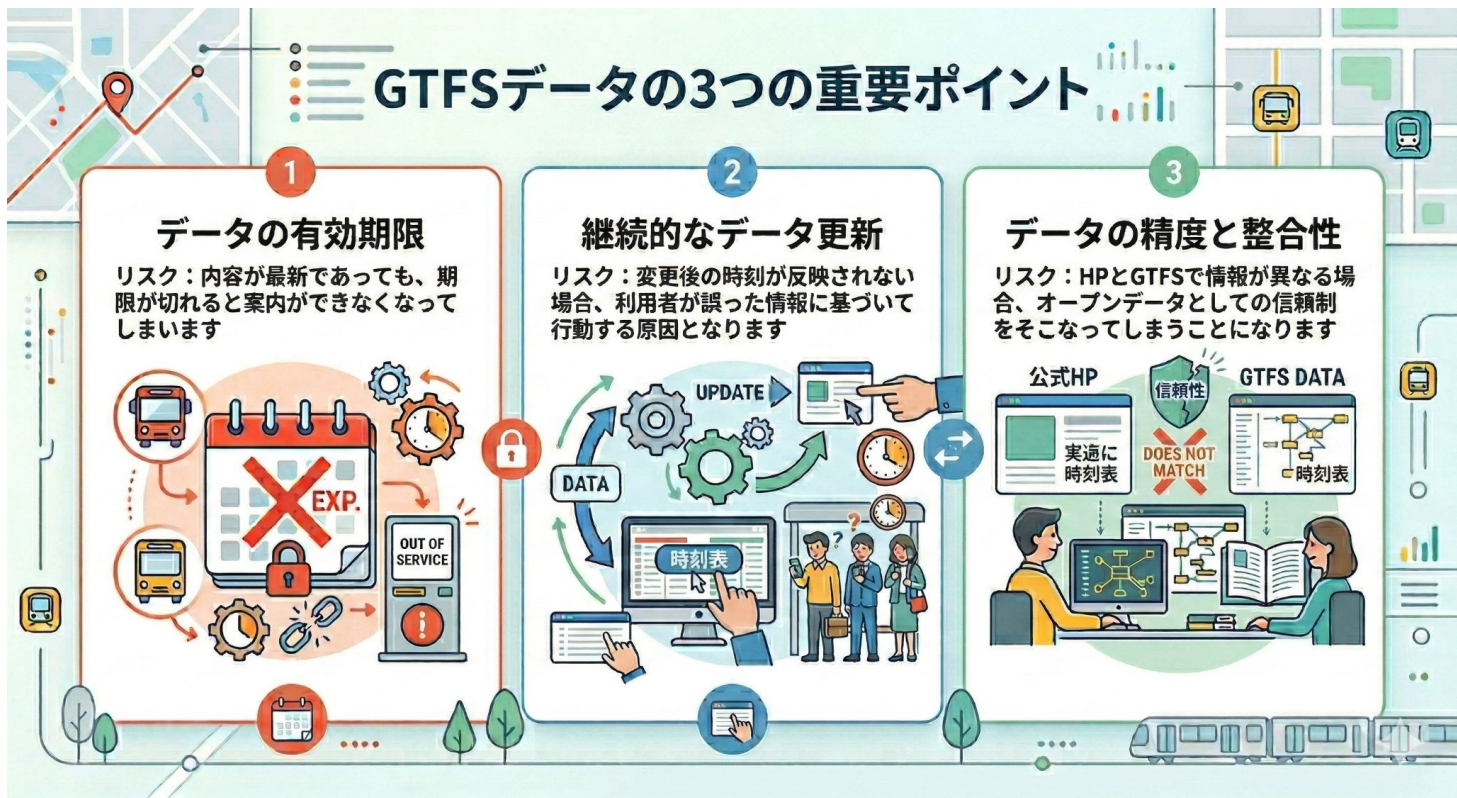 GTFSデータの3つの重要ポイント
1
データの有効期限
リスク：内容が最新であっても、期
限が切れると案内ができなくなって
しまいます
EXP.
OUT OF
SERVICE
2
継続的なデータ更新
リスク：変更後の時刻が反映されない
場合、利用者が誤った情報に基づいて
行動する原因となります
UPDATE
DATA
時刻表
?
?
3
データの精度と整合性
リスク：HPとGTFSで情報が異なる場
合、オープンデータとしての信頼制
をそこなってしまうことになります
公式HP
信頼性
GTFS DATA
時刻表
DOES NOT
MATCH
時刻表